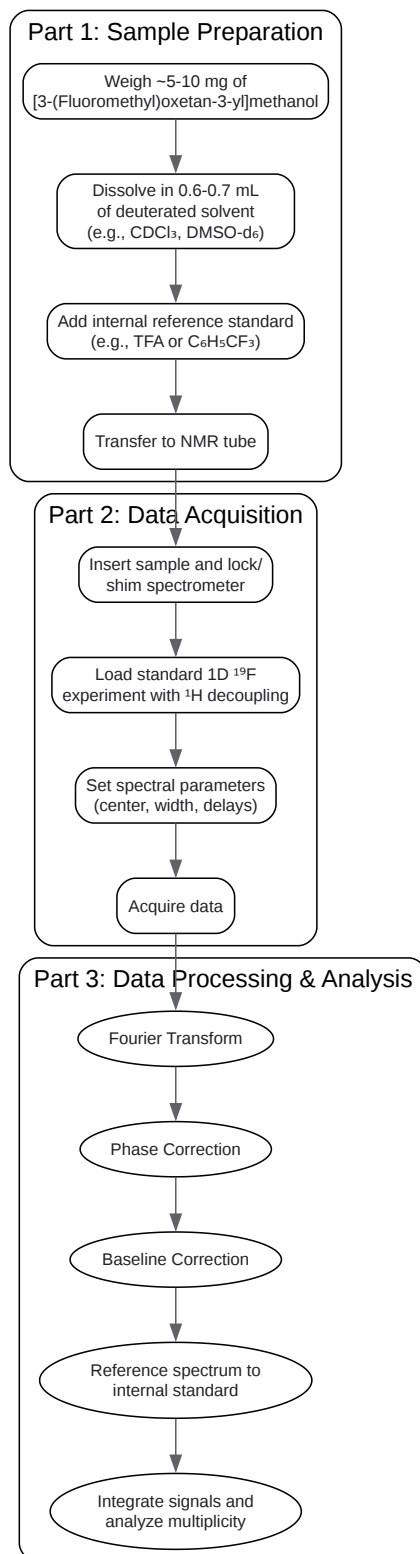 Part 1: Sample Preparation
Weigh ~5-10 mg of
[3-(Fluoromethyl)oxetan-3-yl]methanol
Dissolve in 0.6-0.7 mL
of deuterated solvent
(e.g., CDCl₃, DMSO-d₆)
Add internal reference standard
(e.g., TFA or C₆H₅CF₃)
Transfer to NMR tube
Part 2: Data Acquisition
Insert sample and lock/
shim spectrometer
Load standard 1D ¹⁹F
experiment with ¹H decoupling
Set spectral parameters
(center, width, delays)
Acquire data
Part 3: Data Processing & Analysis
Fourier Transform
Phase Correction
Baseline Correction
Reference spectrum to
internal standard
Integrate signals and
analyze multiplicity